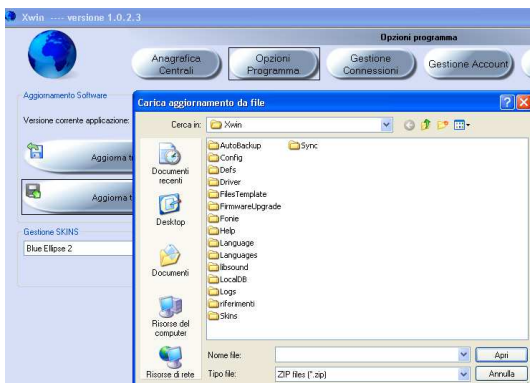 Xwin ---- versione 1.0.2.3
Opzioni programma
Anagrafica Centrali
Opzioni Programma
Gestione Connessioni
Gestione Account
Aggiornamento Software
Versione corrente applicazione:
Aggiorna
Aggiorna
Gestione SKINS
Blue Ellipse 2
Carica aggiornamento da file
Cerca in:
Xwin
Documenti recenti
Desktop
Documenti
Risorse del computer
Risorse di rete
AutoBackup
Config
Defs
Driver
FilesTemplate
FirmwareUpgrade
Fonie
Help
Language
Languages
libsound
LocalDB
Logs
riferimenti
Skins
Sync
Nome file:
Apri
Tipo file:
ZIP files (*.zip)
Annulla